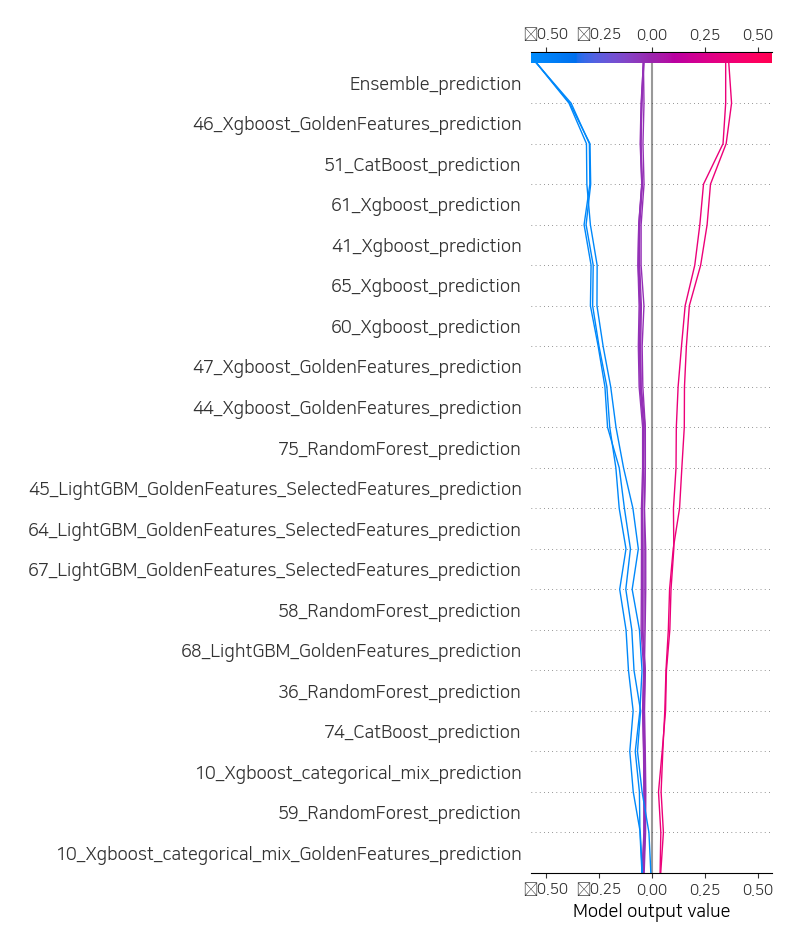 ▯0.50 ▯0.25 0.00 0.25 0.50
Ensemble_prediction
46_Xgboost_GoldenFeatures_prediction
51_CatBoost_prediction
61_Xgboost_prediction
41_Xgboost_prediction
65_Xgboost_prediction
60_Xgboost_prediction
47_Xgboost_GoldenFeatures_prediction
44_Xgboost_GoldenFeatures_prediction
75_RandomForest_prediction
45_LightGBM_GoldenFeatures_SelectedFeatures_prediction
64_LightGBM_GoldenFeatures_SelectedFeatures_prediction
67_LightGBM_GoldenFeatures_SelectedFeatures_prediction
58_RandomForest_prediction
68_LightGBM_GoldenFeatures_prediction
36_RandomForest_prediction
74_CatBoost_prediction
10_Xgboost_categorical_mix_prediction
59_RandomForest_prediction
10_Xgboost_categorical_mix_GoldenFeatures_prediction
▯0.50 ▯0.25 0.00 0.25 0.50
Model output value